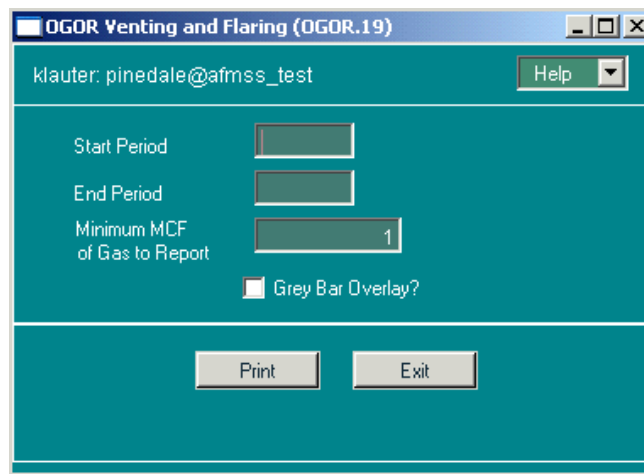 OGOR Venting and Flaring (OGOR.19)
klauter: pinedale@afmss_test
Help
Start Period
End Period
Minimum MCF
of Gas to Report
1
Grey Bar Overlay?
Print
Exit